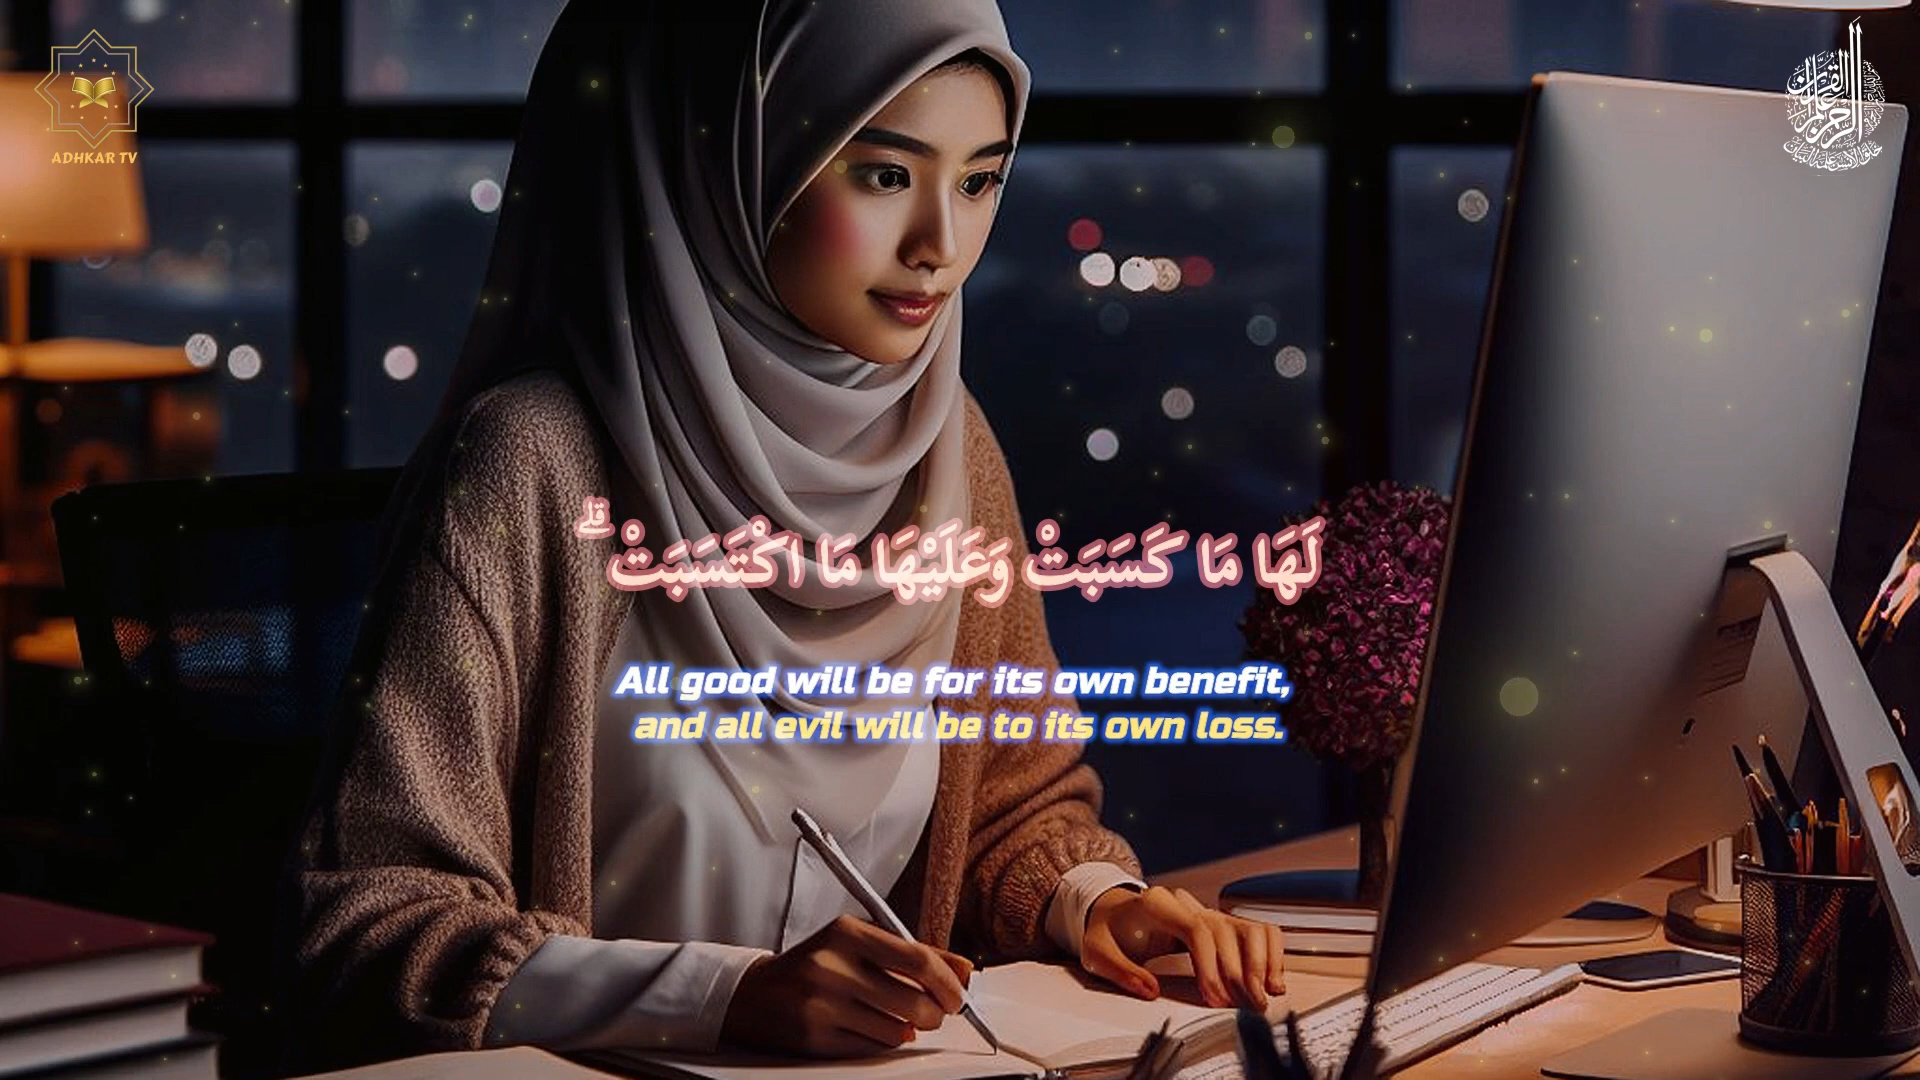 ADHKAR TV
لَهَا مَا كَسَبَتْ وَعَلَيْهَا مَا اكْتَسَبَتْ ۗ
All good will be for its own benefit,
and all evil will be to its own loss.